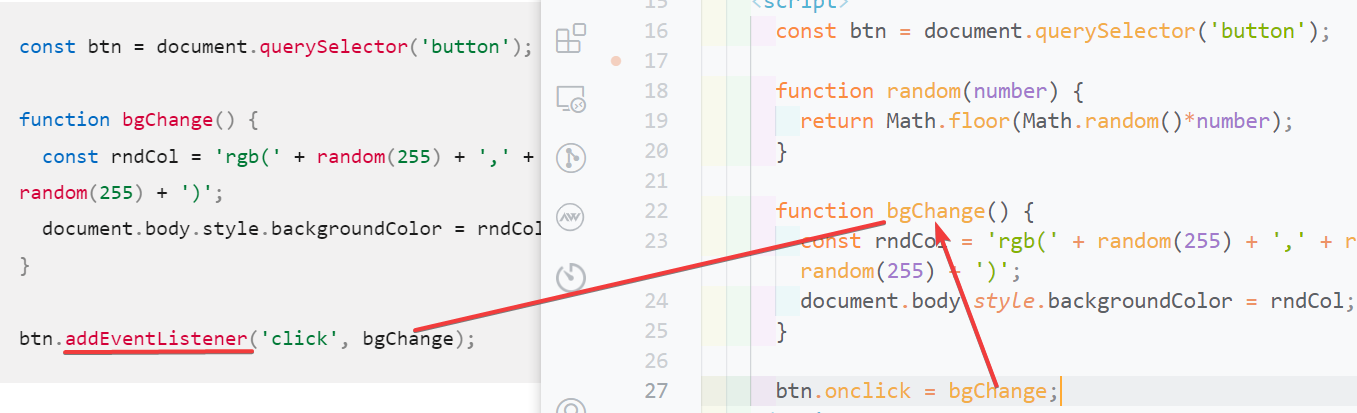 const btn = document.querySelector('button');
function bgChange() {
const rndCol = 'rgb(' + random(255) + ',' +
random(255) + ')';
document.body.style.backgroundColor = rndCol
}
btn.addEventListener('click', bgChange);
15 <script>
16 const btn = document.querySelector('button');
17
18 function random(number) {
19 return Math.floor(Math.random()*number);
20 }
21
22 function bgChange() {
23 const rndCol = 'rgb(' + random(255) + ',' + r
random(255) + ')';
24 document.body.style.backgroundColor = rndCol;
25 }
26
27 btn.onclick = bgChange;